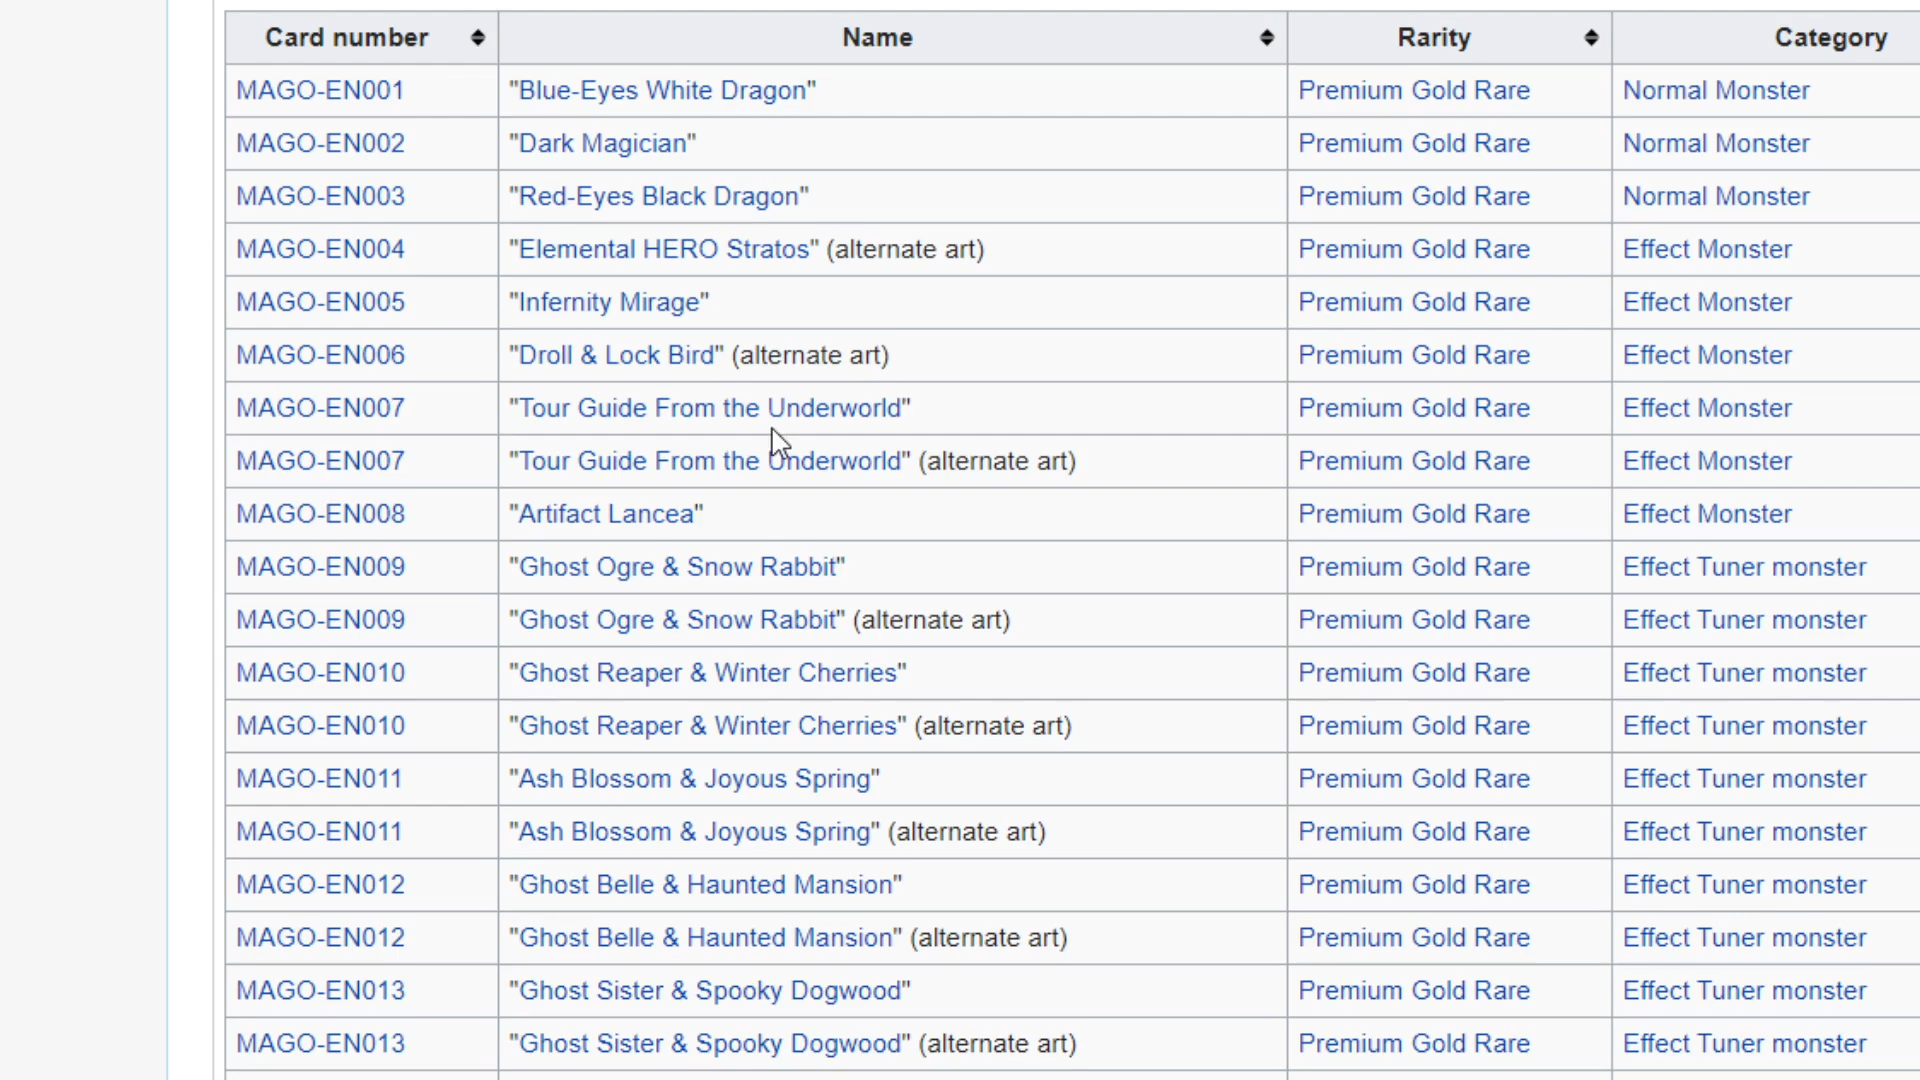 Card number Name Rarity Category
MAGO-EN001 "Blue-Eyes White Dragon" Premium Gold Rare Normal Monster
MAGO-EN002 "Dark Magician" Premium Gold Rare Normal Monster
MAGO-EN003 "Red-Eyes Black Dragon" Premium Gold Rare Normal Monster
MAGO-EN004 "Elemental HERO Stratos" (alternate art) Premium Gold Rare Effect Monster
MAGO-EN005 "Infernity Mirage" Premium Gold Rare Effect Monster
MAGO-EN006 "Droll & Lock Bird" (alternate art) Premium Gold Rare Effect Monster
MAGO-EN007 "Tour Guide From the Underworld" Premium Gold Rare Effect Monster
MAGO-EN007 "Tour Guide From the Underworld" (alternate art) Premium Gold Rare Effect Monster
MAGO-EN008 "Artifact Lancea" Premium Gold Rare Effect Monster
MAGO-EN009 "Ghost Ogre & Snow Rabbit" Premium Gold Rare Effect Tuner monster
MAGO-EN009 "Ghost Ogre & Snow Rabbit" (alternate art) Premium Gold Rare Effect Tuner monster
MAGO-EN010 "Ghost Reaper & Winter Cherries" Premium Gold Rare Effect Tuner monster
MAGO-EN010 "Ghost Reaper & Winter Cherries" (alternate art) Premium Gold Rare Effect Tuner monster
MAGO-EN011 "Ash Blossom & Joyous Spring" Premium Gold Rare Effect Tuner monster
MAGO-EN011 "Ash Blossom & Joyous Spring" (alternate art) Premium Gold Rare Effect Tuner monster
MAGO-EN012 "Ghost Belle & Haunted Mansion" Premium Gold Rare Effect Tuner monster
MAGO-EN012 "Ghost Belle & Haunted Mansion" (alternate art) Premium Gold Rare Effect Tuner monster
MAGO-EN013 "Ghost Sister & Spooky Dogwood" Premium Gold Rare Effect Tuner monster
MAGO-EN013 "Ghost Sister & Spooky Dogwood" (alternate art) Premium Gold Rare Effect Tuner monster